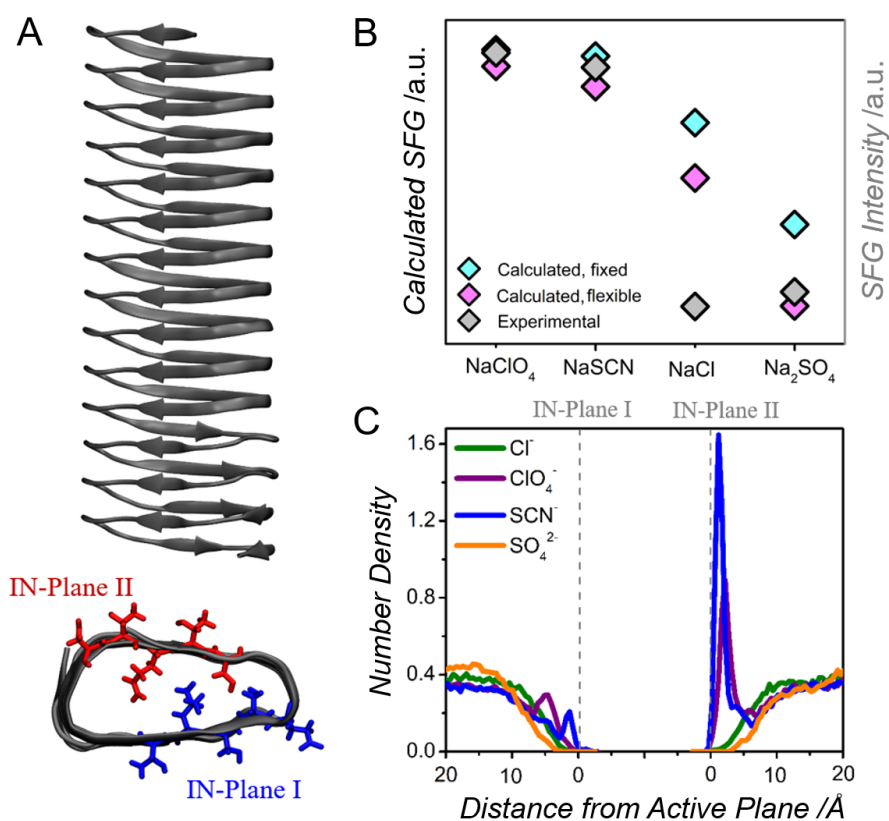 A
IN-Plane II
IN-Plane I
B
Calculated SFG /a.u.
SFG Intensity /a.u.
Calculated, fixed
Calculated, flexible
Experimental
NaClO₄
NaSCN
NaCl
Na₂SO₄
C
IN-Plane I
IN-Plane II
Number Density
1.6
1.2
0.8
0.4
0.0
Cl⁻
ClO₄⁻
SCN⁻
SO₄²⁻
20 10 0 0 10 20
Distance from Active Plane /Å